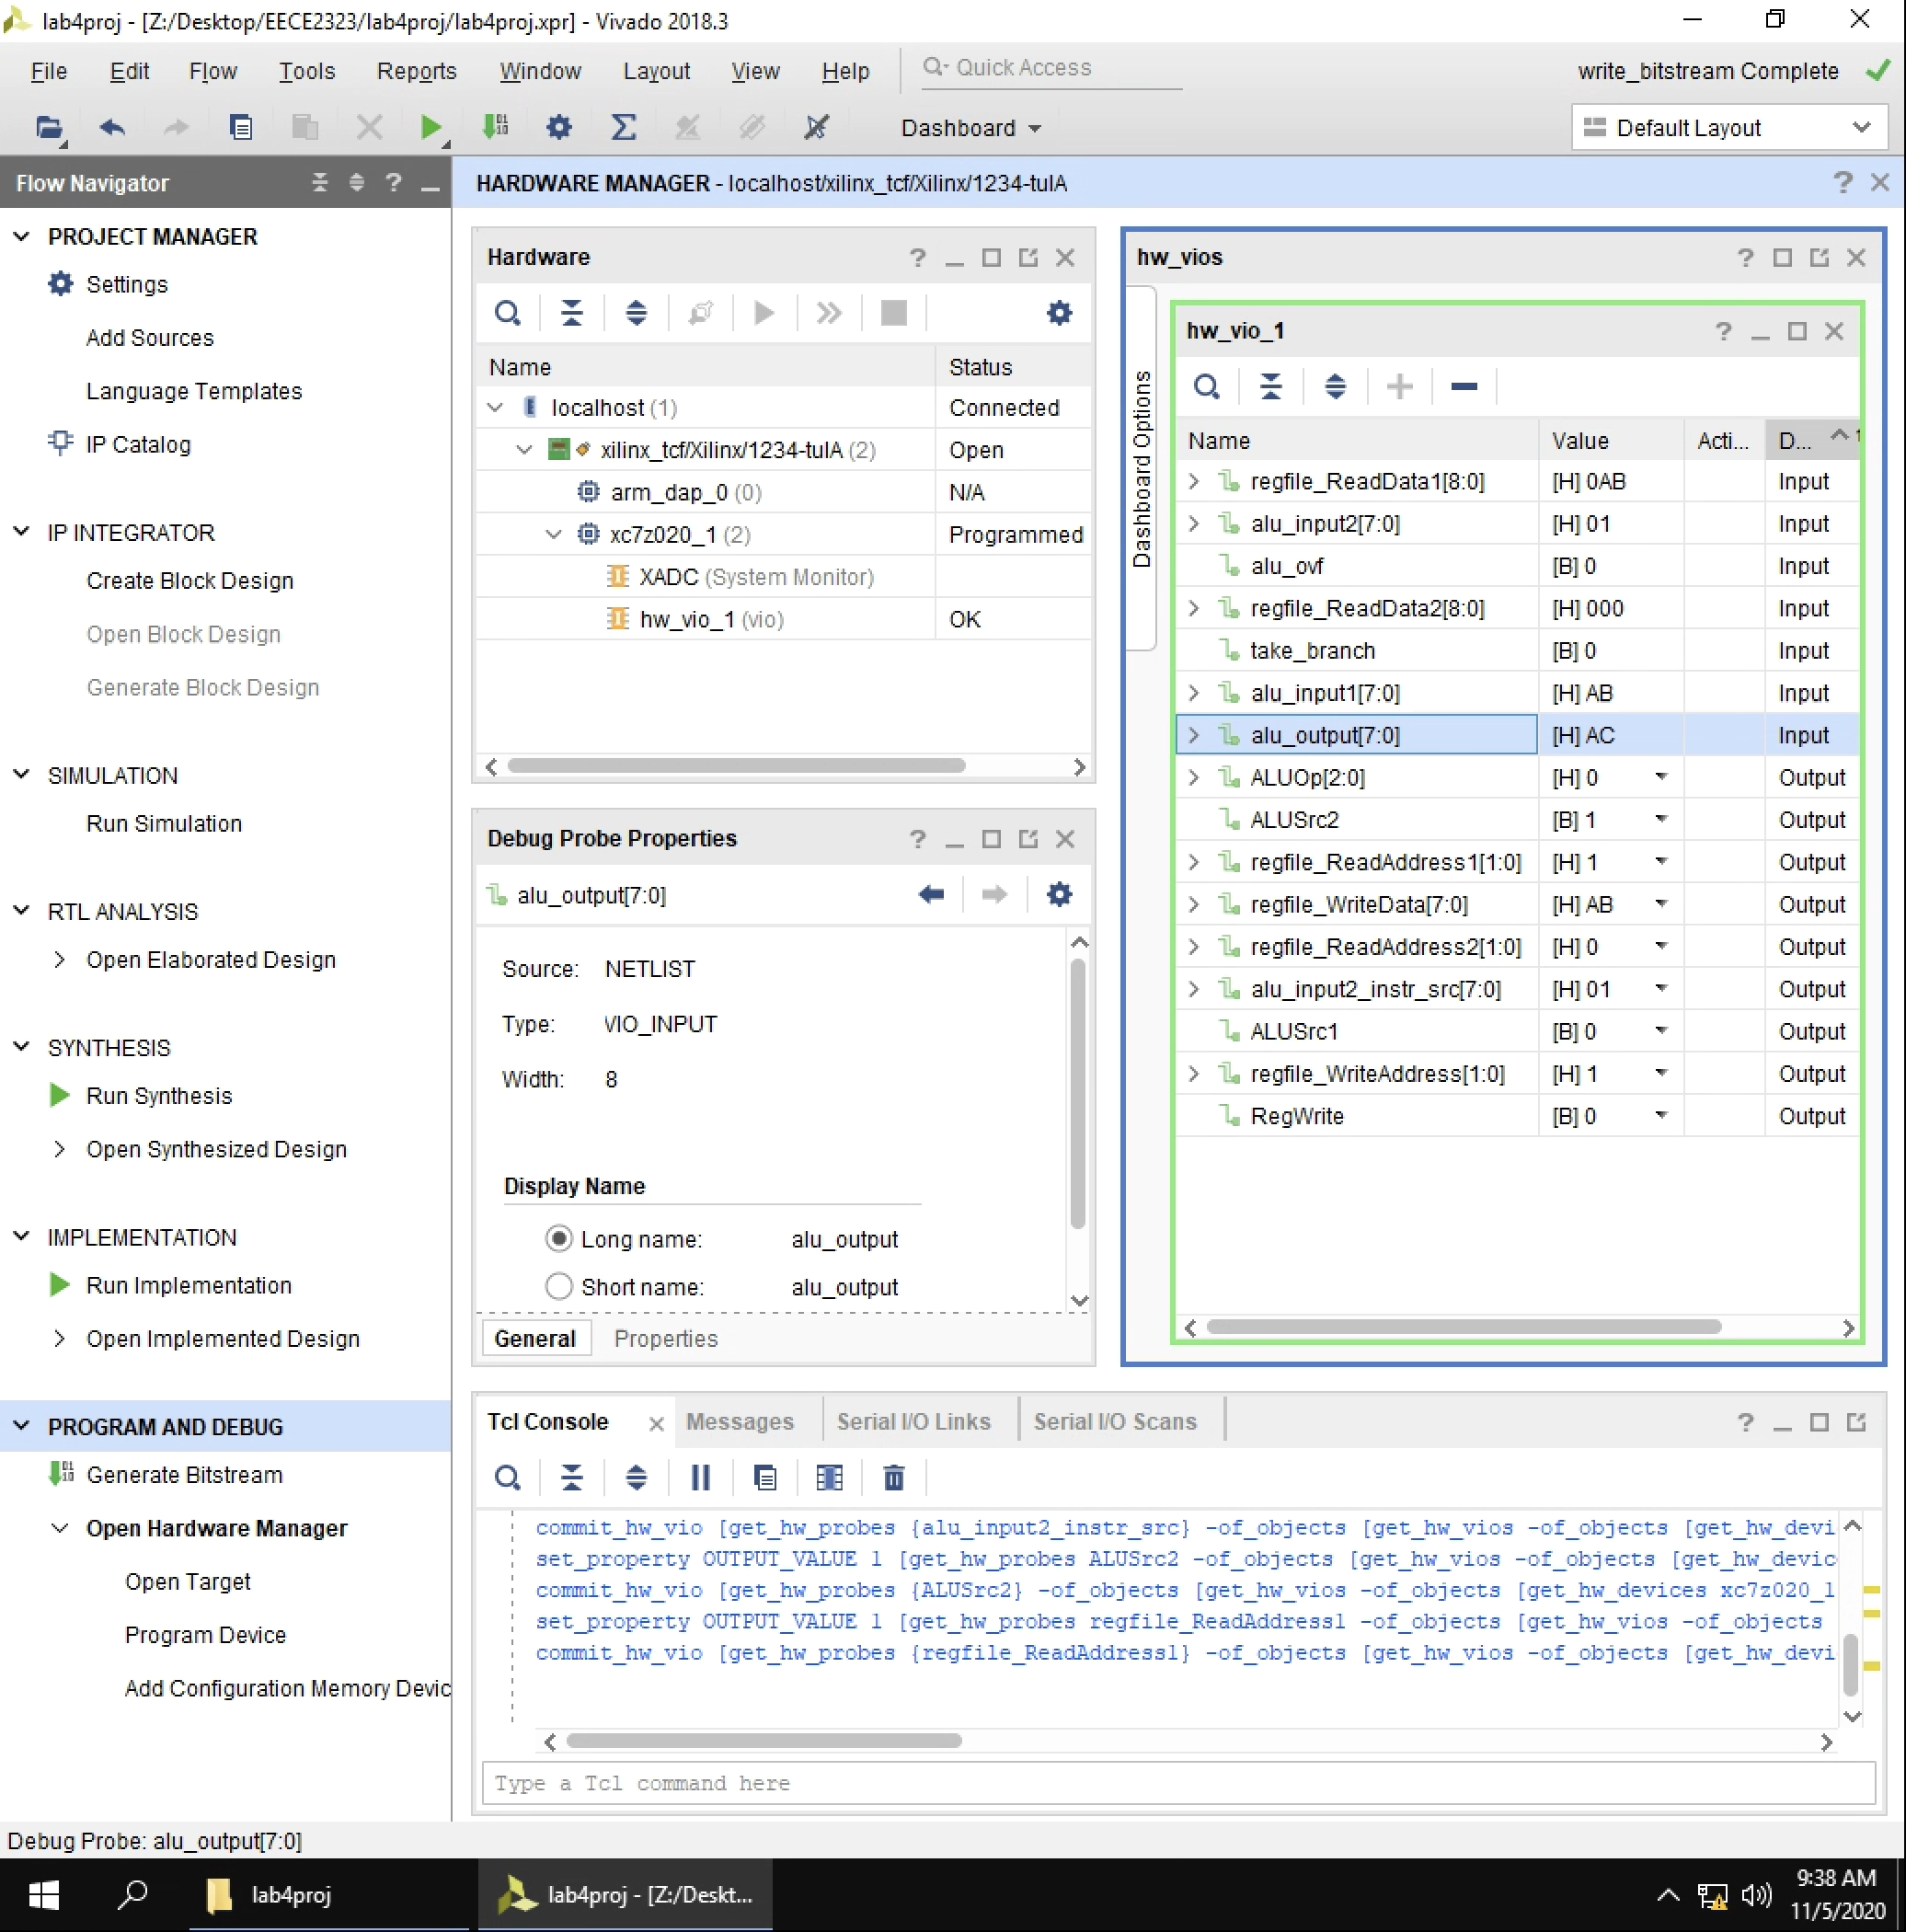 lab4proj - [Z:/Desktop/EECE2323/lab4proj/lab4proj.xpr] - Vivado 2018.3
File Edit Flow Tools Reports Window Layout View Help Quick Access write_bitstream Complete
Dashboard Default Layout
Flow Navigator
PROJECT MANAGER
Settings
Add Sources
Language Templates
IP Catalog
IP INTEGRATOR
Create Block Design
Open Block Design
Generate Block Design
SIMULATION
Run Simulation
RTL ANALYSIS
Open Elaborated Design
SYNTHESIS
Run Synthesis
Open Synthesized Design
IMPLEMENTATION
Run Implementation
Open Implemented Design
PROGRAM AND DEBUG
Generate Bitstream
Open Hardware Manager
Open Target
Program Device
Add Configuration Memory Devic
HARDWARE MANAGER - localhost/xilinx_tcf/Xilinx/1234-tulA
Hardware
Name Status
localhost (1) Connected
xilinx_tcf/Xilinx/1234-tulA (2) Open
arm_dap_0 (0) N/A
xc7z020_1 (2) Programmed
XADC (System Monitor)
hw_vio_1 (vio) OK
Debug Probe Properties
alu_output[7:0]
Source: NETLIST
Type: VIO_INPUT
Width: 8
Display Name
Long name: alu_output
Short name: alu_output
General Properties
hw_vios
Dashboard Options
hw_vio_1
Name Value Acti... D... 1
regfile_ReadData1[8:0] [H] 0AB Input
alu_input2[7:0] [H] 01 Input
alu_ovf [B] 0 Input
regfile_ReadData2[8:0] [H] 000 Input
take_branch [B] 0 Input
alu_input1[7:0] [H] AB Input
alu_output[7:0] [H] AC Input
ALUOp[2:0] [H] 0 Output
ALUSrc2 [B] 1 Output
regfile_ReadAddress1[1:0] [H] 1 Output
regfile_WriteData[7:0] [H] AB Output
regfile_ReadAddress2[1:0] [H] 0 Output
alu_input2_instr_src[7:0] [H] 01 Output
ALUSrc1 [B] 0 Output
regfile_WriteAddress[1:0] [H] 1 Output
RegWrite [B] 0 Output
Tcl Console Messages Serial I/O Links Serial I/O Scans
commit_hw_vio [get_hw_probes {alu_input2_instr_src} -of_objects [get_hw_vios -of_objects [get_hw_devi
set_property OUTPUT_VALUE 1 [get_hw_probes ALUSrc2 -of_objects [get_hw_vios -of_objects [get_hw_devic
commit_hw_vio [get_hw_probes {ALUSrc2} -of_objects [get_hw_vios -of_objects [get_hw_devices xc7z020_1
set_property OUTPUT_VALUE 1 [get_hw_probes regfile_ReadAddress1 -of_objects [get_hw_vios -of_objects
commit_hw_vio [get_hw_probes {regfile_ReadAddress1} -of_objects [get_hw_vios -of_objects [get_hw_devi
Type a Tcl command here
Debug Probe: alu_output[7:0]
lab4proj lab4proj - [Z:/Deskt...
9:38 AM
11/5/2020